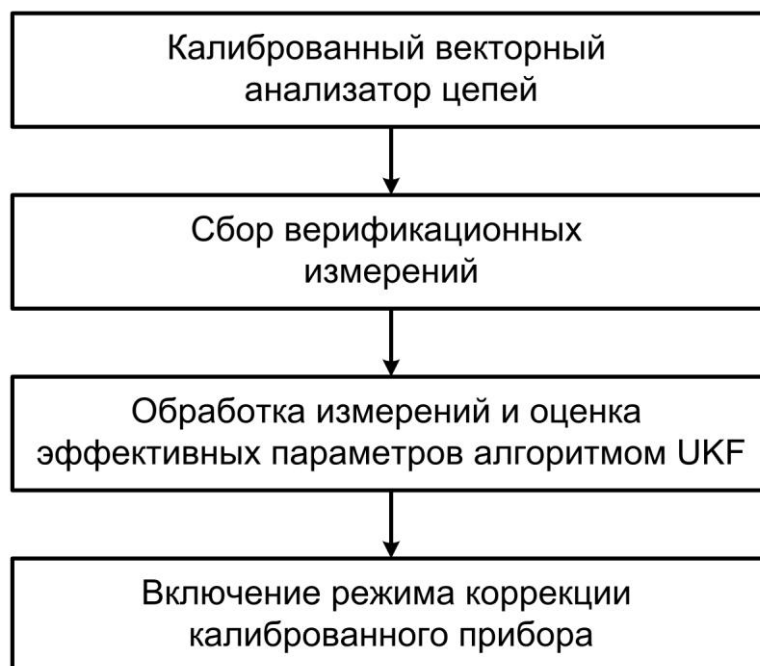 Калиброванный векторный
анализатор цепей
Сбор верификационных
измерений
Обработка измерений и оценка
эффективных параметров алгоритмом UKF
Включение режима коррекции
калиброванного прибора